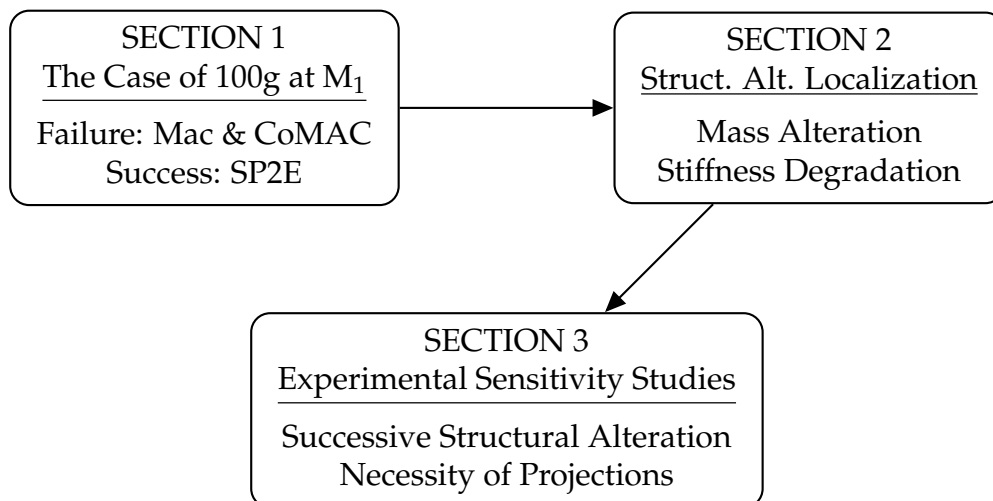 SECTION 1
The Case of 100g at M₁
Failure: Mac & CoMAC
Success: SP2E
SECTION 2
Struct. Alt. Localization
Mass Alteration
Stiffness Degradation
SECTION 3
Experimental Sensitivity Studies
Successive Structural Alteration
Necessity of Projections